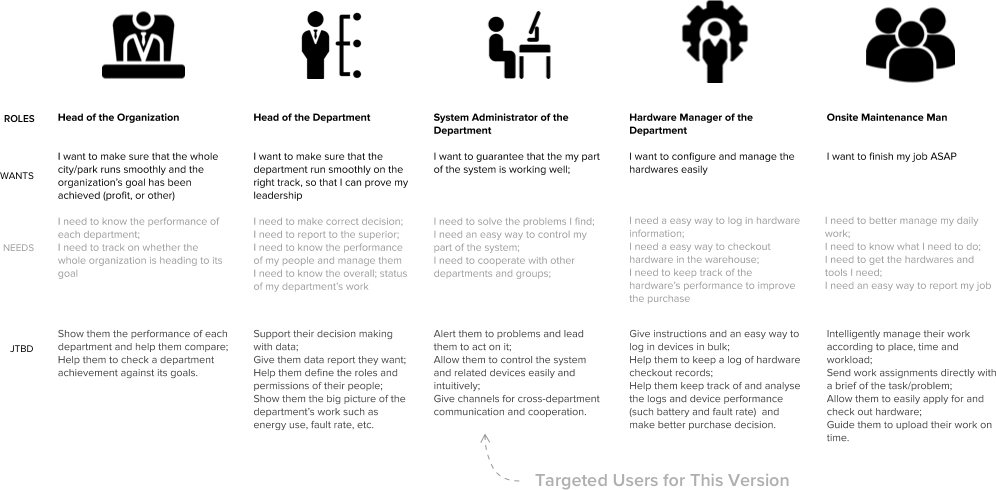 ROLES
Head of the Organization
Head of the Department
System Administrator of the
Department
Hardware Manager of the
Department
Onsite Maintenance Man
WANTS
I want to make sure that the whole
city/park runs smoothly and the
organization's goal has been
achieved (profit, or other)
I want to make sure that the
department run smoothly on the
right track, so that I can prove my
leadership
I want to guarantee that the my part
of the system is working well;
I want to configure and manage the
hardwares easily
I want to finish my job ASAP
NEEDS
I need to know the performance of
each department;
I need to track on whether the
whole organization is heading to its
goal
I need to make correct decision;
I need to report to the superior;
I need to know the performance
of my people and manage them
I need to know the overall; status
of my department's work
I need to solve the problems I find;
I need an easy way to control my
part of the system;
I need to cooperate with other
departments and groups;
I need a easy way to log in hardware
information;
I need a easy way to checkout
hardware in the warehouse;
I need to keep track of the
hardware's performance to improve
the purchase
I need to better manage my daily
work;
I need to know what I need to do;
I need to get the hardwares and
tools I need;
I need an easy way to report my job
JTBD
Show them the performance of each
department and help them compare;
Help them to check a department
achievement against its goals.
Support their decision making
with data;
Give them data report they want;
Help them define the roles and
permissions of their people;
Show them the big picture of the
department's work such as
energy use, fault rate, etc.
Alert them to problems and lead
them to act on it;
Allow them to control the system
and related devices easily and
intuitively;
Give channels for cross-department
communication and cooperation.
Give instructions and an easy way to
log in devices in bulk;
Help them to keep a log of hardware
checkout records;
Help them keep track of and analyse
the logs and device performance
(such battery and fault rate) and
make better purchase decision.
Intelligently manage their work
according to place, time and
workload;
Send work assignments directly with
a brief of the task/problem;
Allow them to easily apply for and
check out hardware;
Guide them to upload their work on
time.
Targeted Users for This Version